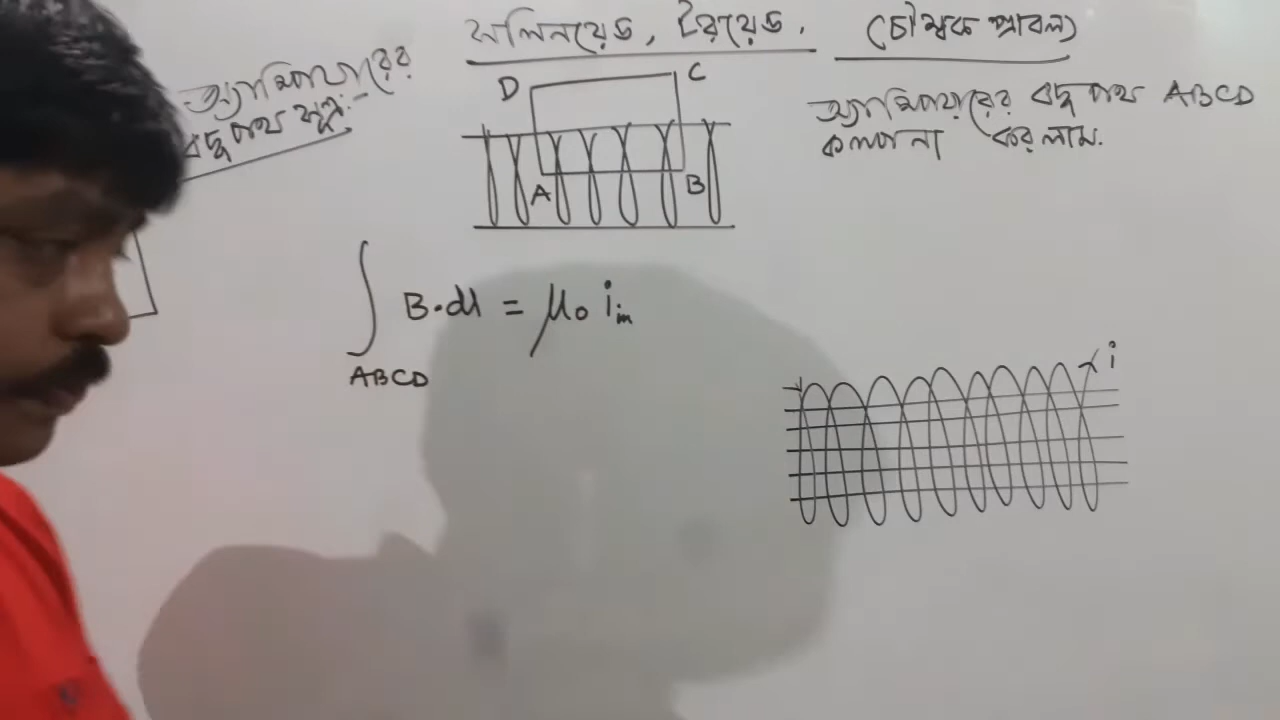 সলিনয়েড, টরয়েড. (চৌম্বক প্রাবল্য)
অ্যাম্পিয়ারের
বদ্ধ পথ সূত্র:-
D C
A B
অ্যাম্পিয়ারের বদ্ধ পথ ABCD
কল্পনা করলাম.
∫ B·dl = μ₀ i_in
ABCD
i